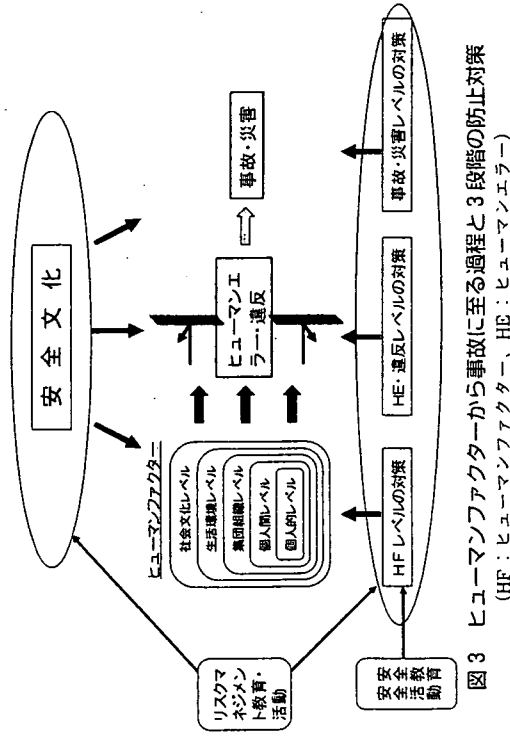 安全文化
リスクマ
ネジメン
ト教育・
活動
ヒューマンファクター
社会文化レベル
生活環境レベル
集団組織レベル
個人間レベル
個人的レベル
ヒューマンエ
ラー・違反
事故・災害
安全教育
安全活動
HFレベルの対策
HE・違反レベルの対策
事故・災害レベルの対策
図3 ヒューマンファクターから事故に至る過程と3段階の防止対策
(HF:ヒューマンファクター、HE:ヒューマンエラー)